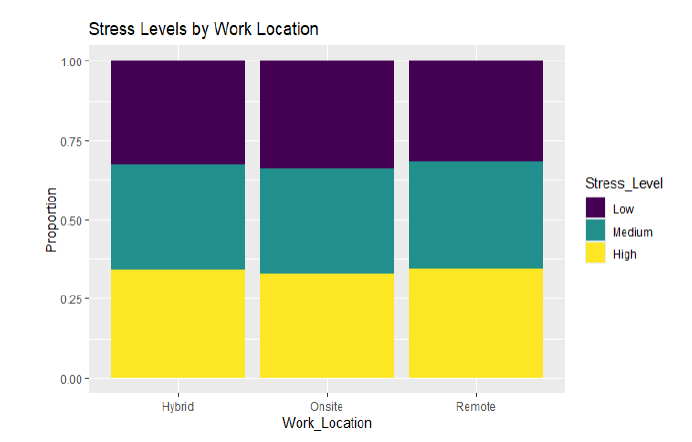 Stress Levels by Work Location
1.00
0.75
0.50
0.25
0.00
Proportion
Hybrid Onsite Remote
Work_Location
Stress_Level
Low
Medium
High